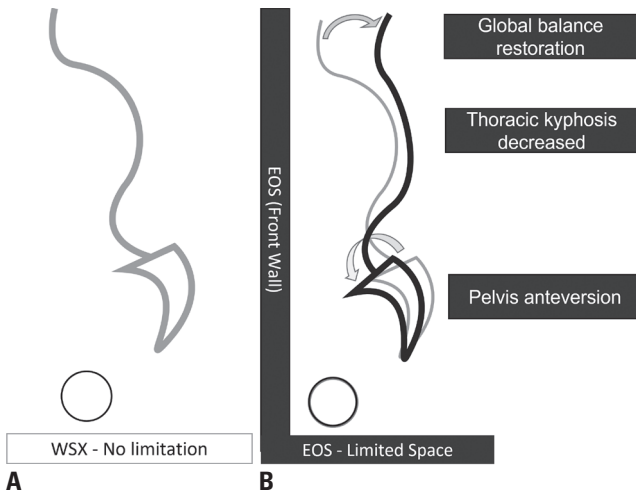 Global balance
restoration
Thoracic kyphosis
decreased
EOS (Front Wall)
Pelvis anteversion
WSX - No limitation
EOS - Limited Space
A
B